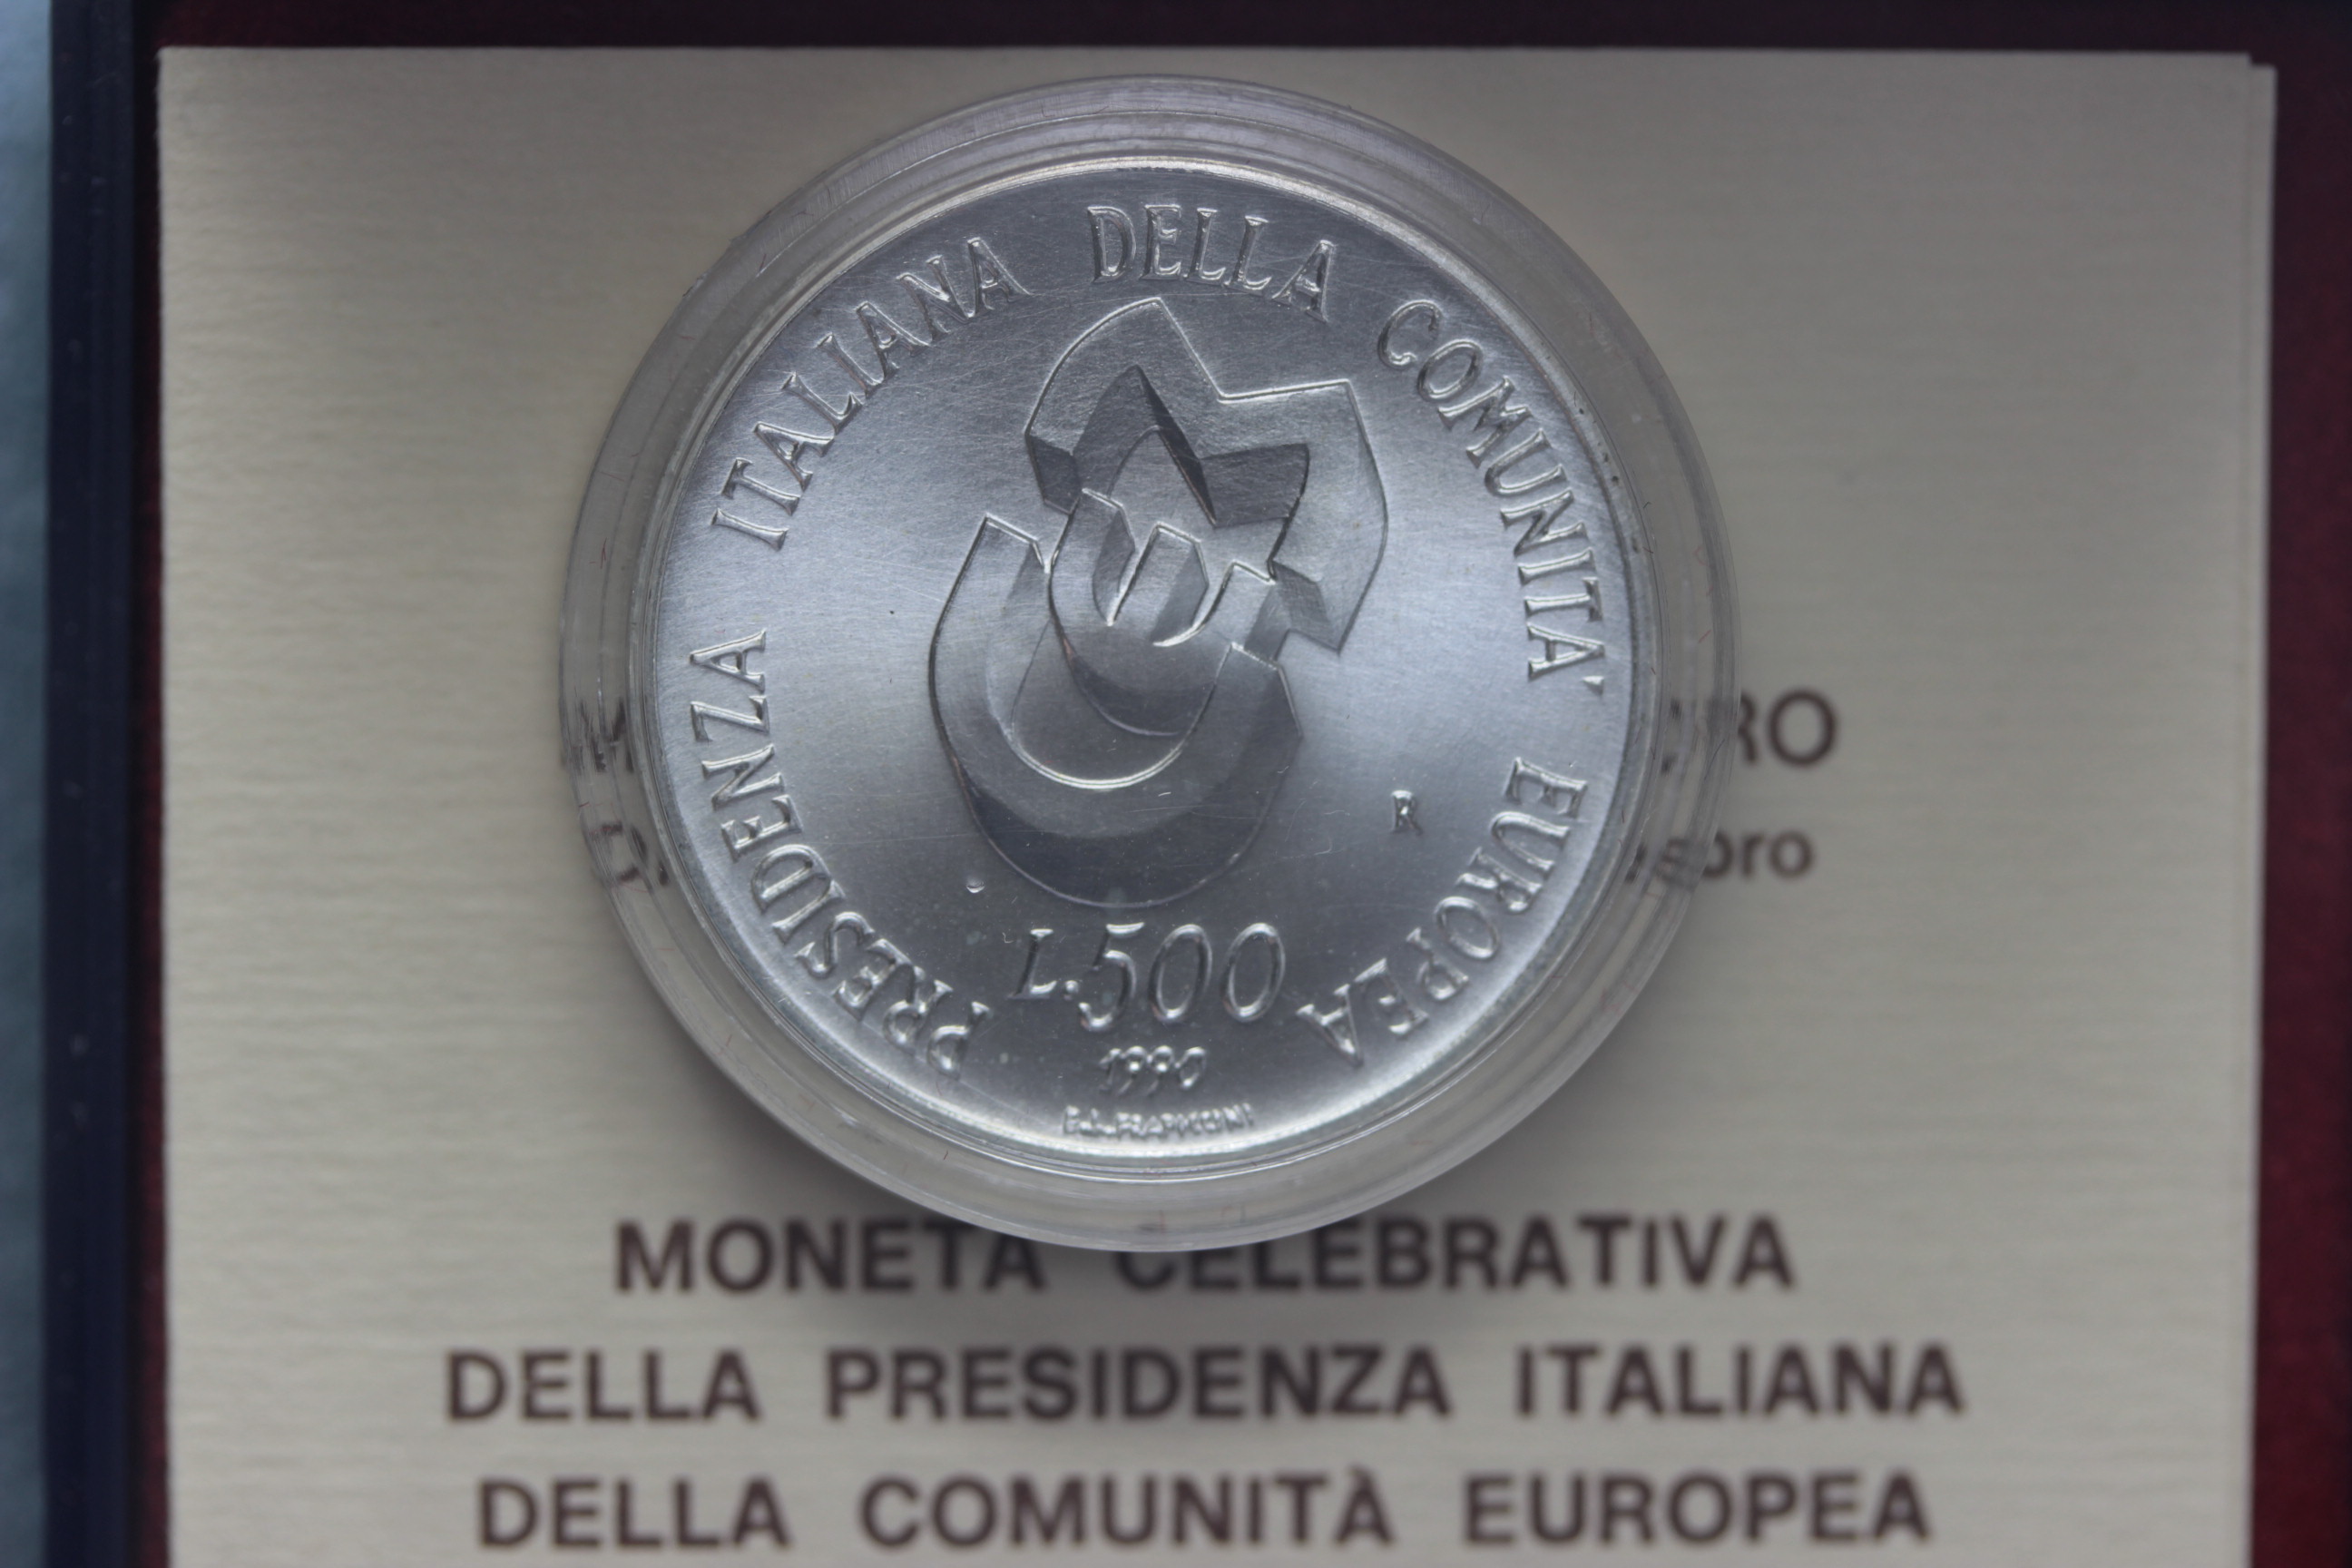 PRESIDENZA ITALIANA DELLA COMUNITA' EUROPEA
R
L.500
1990
MONETA CELEBRATIVA
DELLA PRESIDENZA ITALIANA
DELLA COMUNITÀ EUROPEA